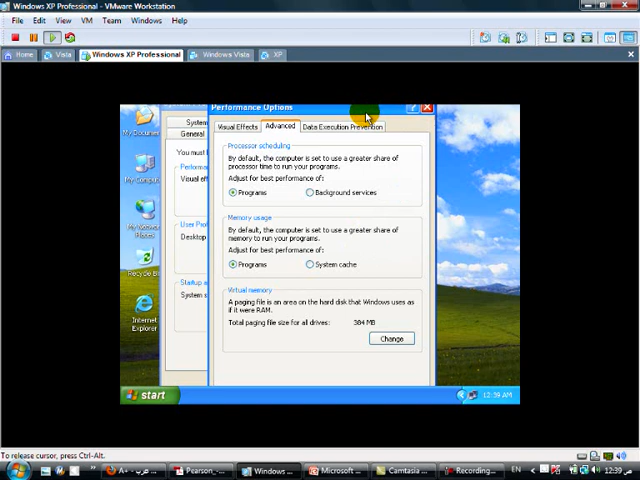 Windows XP Professional - VMware Workstation
File Edit View VM Team Windows Help
Home Vista Windows XP Professional Windows Vista XP
Performance Options
System
General
Visual Effects Advanced Data Execution Prevention
My Docume
My Compu
My Network
Places
Recycle Bi
Internet
Explorer
You must
Performa
Visual ef
User Prof
Desktop
Startup a
System s
Processor scheduling
By default, the computer is set to use a greater share of
processor time to run your programs.
Adjust for best performance of:
Programs Background services
Memory usage
By default, the computer is set to use a greater share of
memory to run your programs.
Adjust for best performance of:
Programs System cache
Virtual memory
A paging file is an area on the hard disk that Windows uses as
if it were RAM.
Total paging file size for all drives: 384 MB
Change
start 12:39 AM
To release cursor, press Ctrl-Alt.
A+ - عرب ... Pearson_-... Windows ... Microsoft ... Camtasia ... Recording... EN 12:39 ص